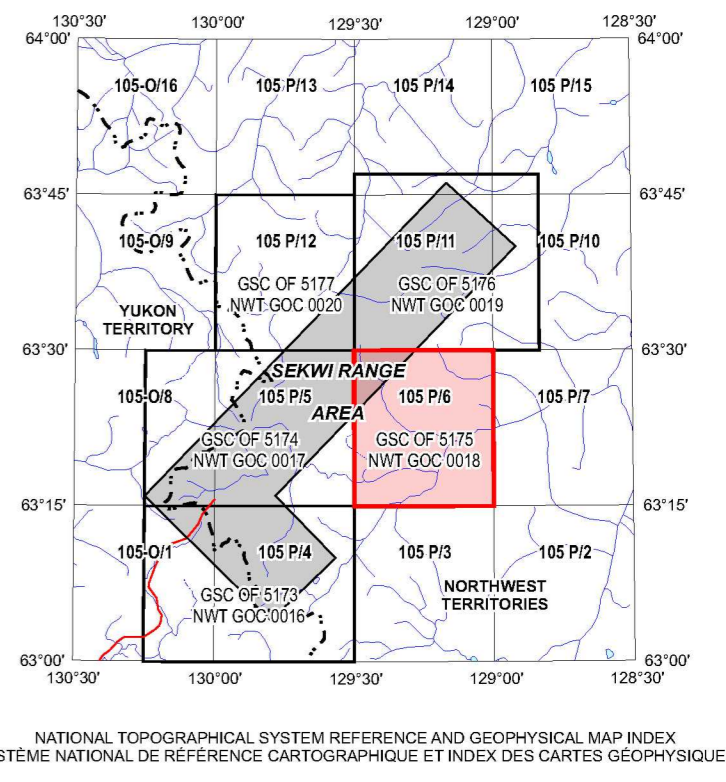 130°30' 130°00' 129°30' 129°00' 128°30'
64°00' 64°00'
105-O/16 105 P/13 105 P/14 105 P/15
63°45' 63°45'
105-O/9 105 P/12 105 P/11 105 P/10
GSC OF 5177 GSC OF 5176
NWT GOC 0020 NWT GOC 0019
YUKON
TERRITORY
63°30' 63°30'
SEKWI RANGE
105-O/8 105 P/5 105 P/6 105 P/7
AREA
GSC OF 5174 GSC OF 5175
NWT GOC 0017 NWT GOC 0018
63°15' 63°15'
105-O/1 105 P/4 105 P/3 105 P/2
NORTHWEST
TERRITORIES
GSC OF 5173
NWT GOC 0016
63°00' 63°00'
130°30' 130°00' 129°30' 129°00' 128°30'
NATIONAL TOPOGRAPHICAL SYSTEM REFERENCE AND GEOPHYSICAL MAP INDEX
STÈME NATIONAL DE RÉFÉRENCE CARTOGRAPHIQUE ET INDEX DES CARTES GÉOPHYSIQUE